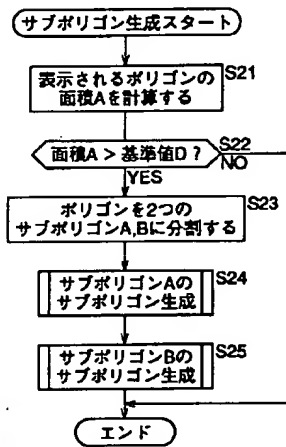 サブポリゴン生成スタート
S21
表示されるポリゴンの
面積Aを計算する
S22
面積A > 基準値D ?
NO
YES
S23
ポリゴンを2つの
サブポリゴンA,Bに分割する
S24
サブポリゴンAの
サブポリゴン生成
S25
サブポリゴンBの
サブポリゴン生成
エンド